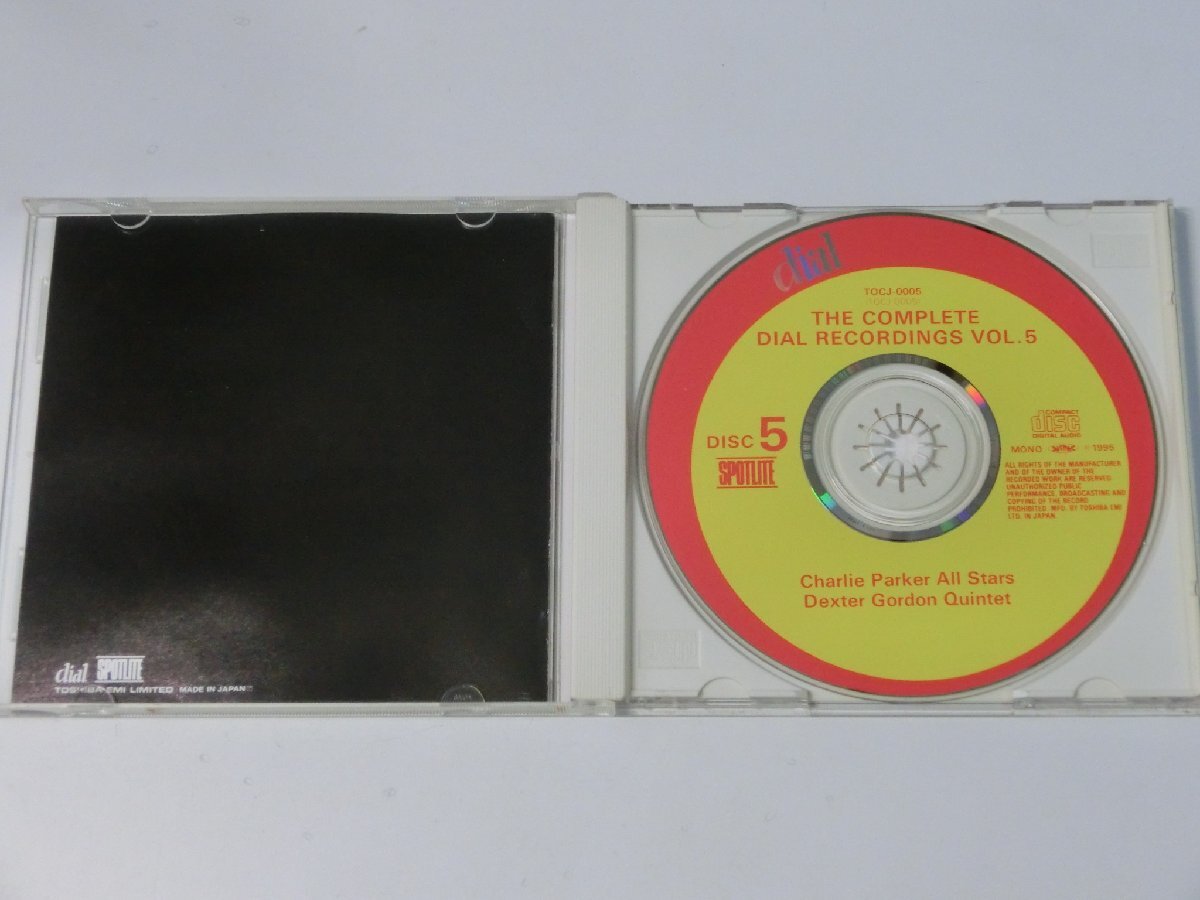 dial SPOTLITE
TOSHIBA-EMI LIMITED MADE IN JAPAN
dial
TOCJ-0005
(TOCJ-0005)
THE COMPLETE
DIAL RECORDINGS VOL.5
DISC 5
SPOTLITE
COMPACT
disc
DIGITAL AUDIO
MONO
1995
ALL RIGHTS OF THE MANUFACTURER
AND OF THE OWNER OF THE
RECORDED WORK ARE RESERVED.
UNAUTHORIZED PUBLIC
PERFORMANCE, BROADCASTING AND
COPYING OF THE RECORD
PROHIBITED. MFD. BY TOSHIBA EMI
LTD. IN JAPAN.
Charlie Parker All Stars
Dexter Gordon Quintet